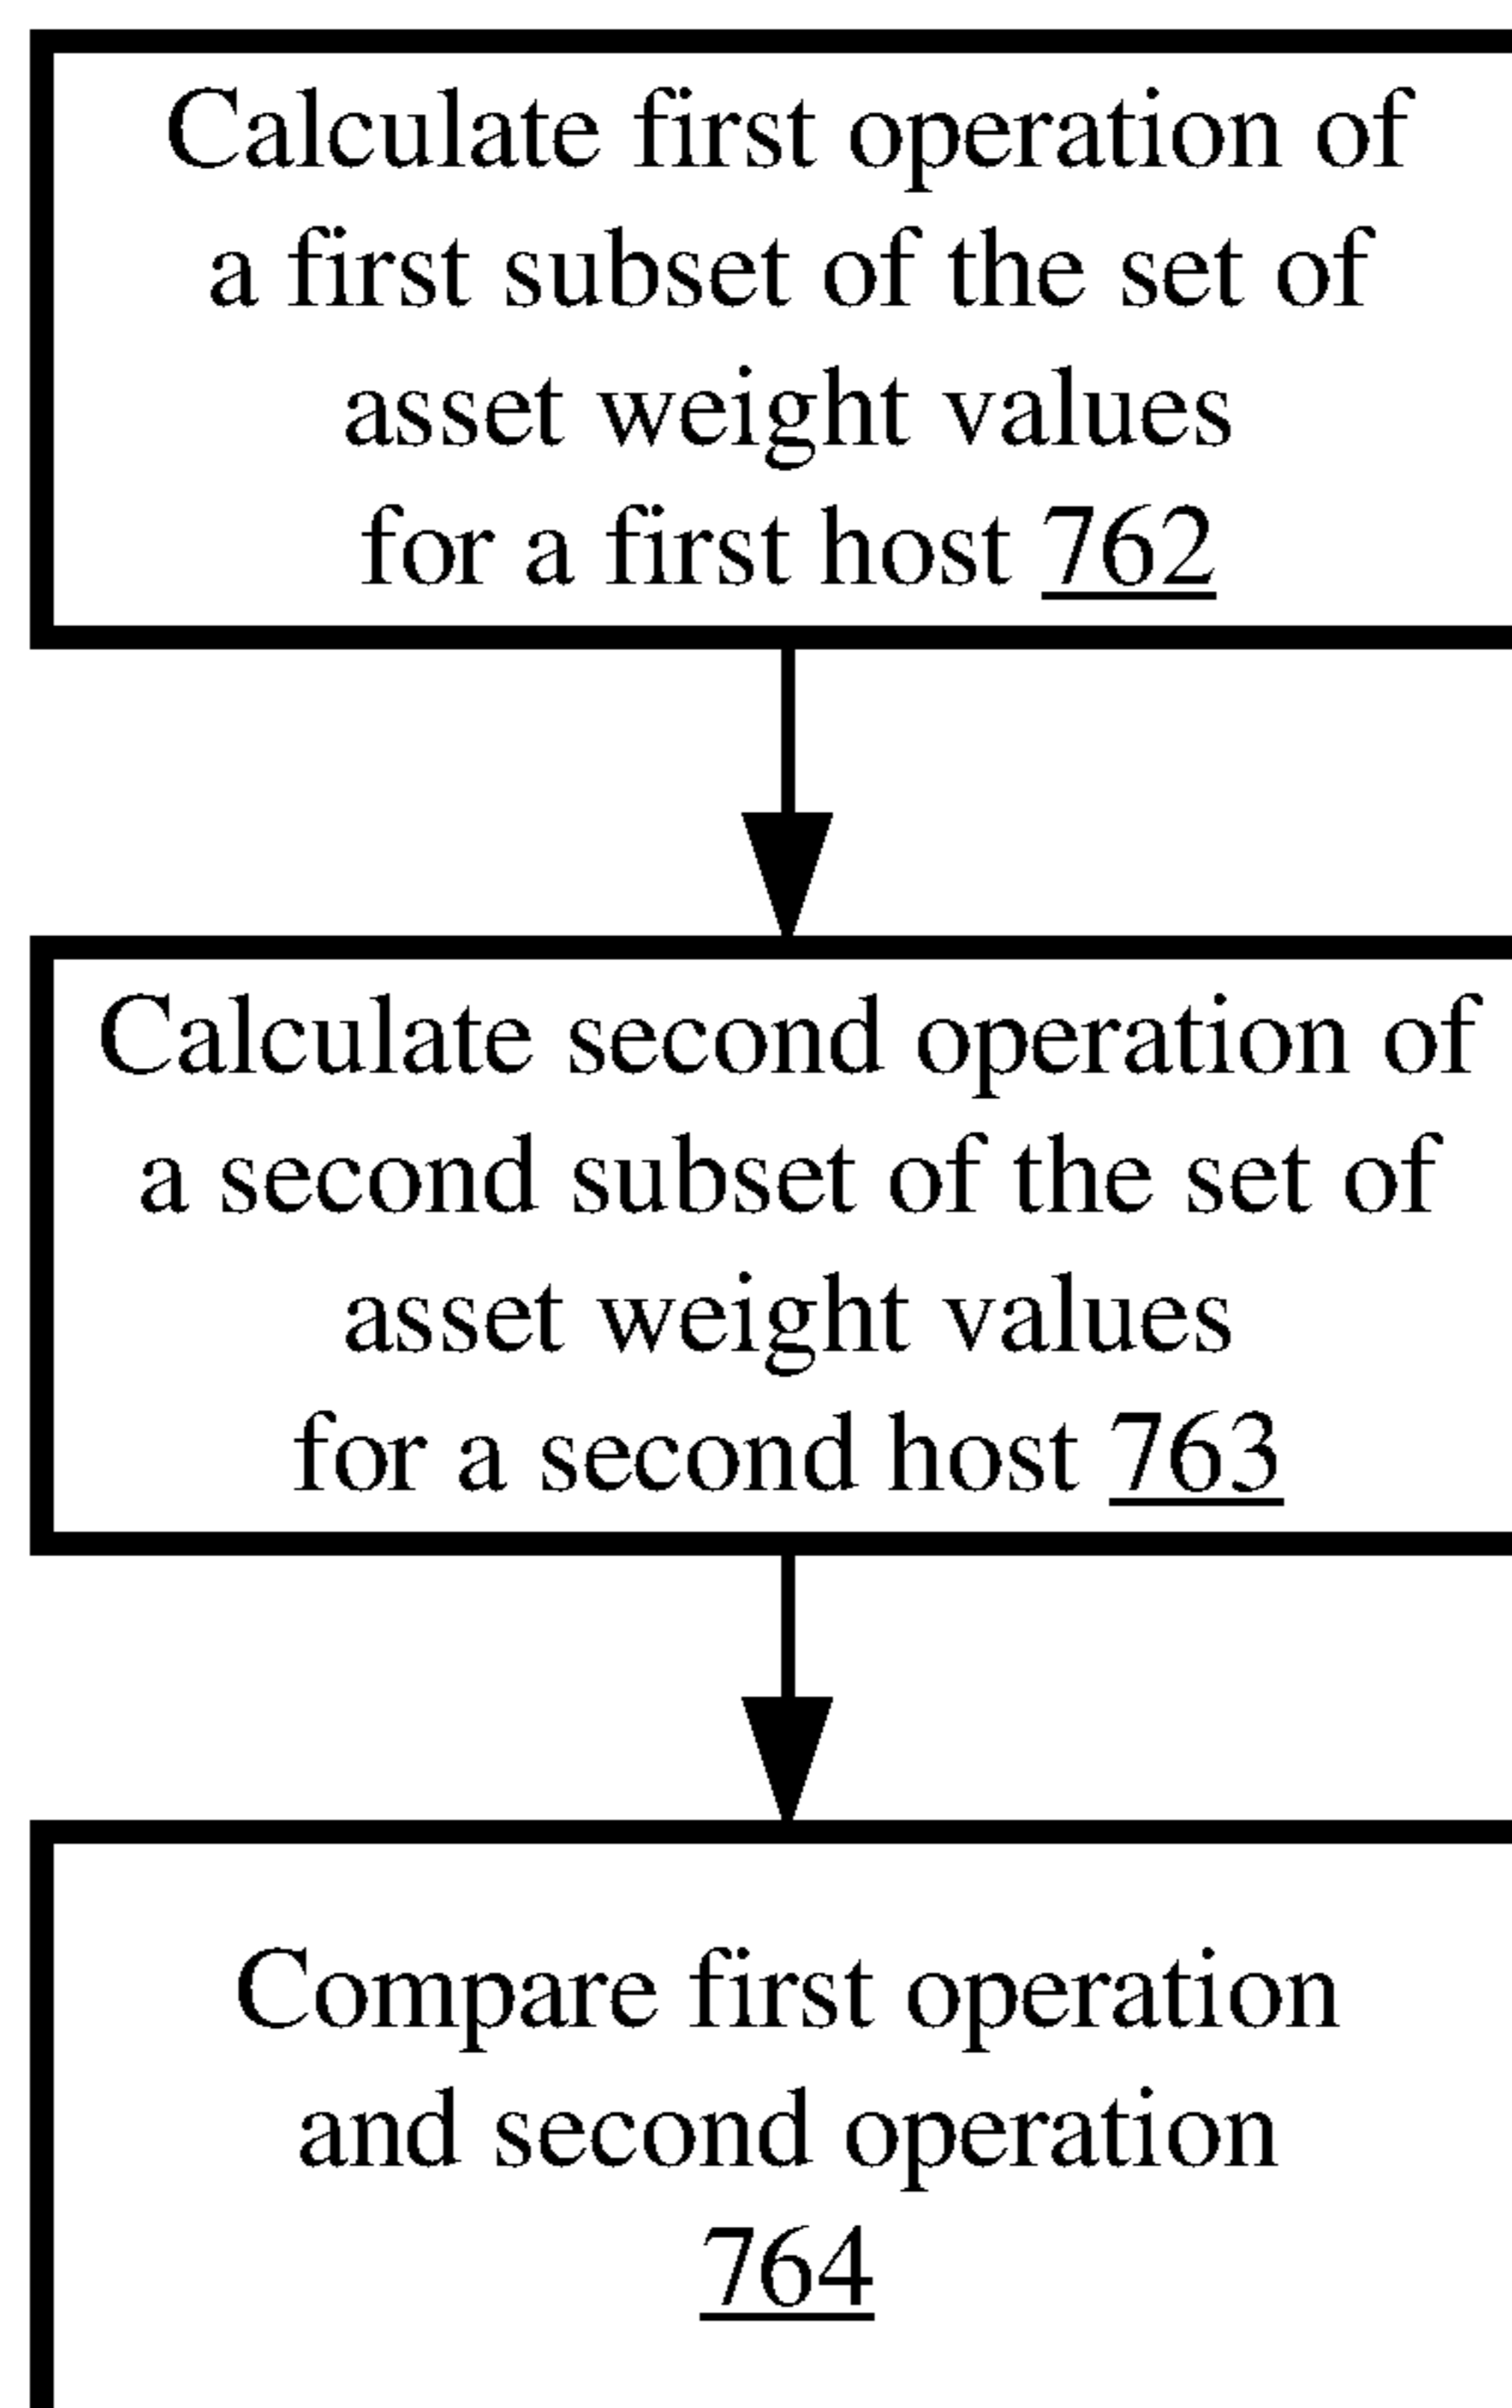 Calculate first operation of
a first subset of the set of
asset weight values
for a first host 762
Calculate second operation of
a second subset of the set of
asset weight values
for a second host 763
Compare first operation
and second operation
764